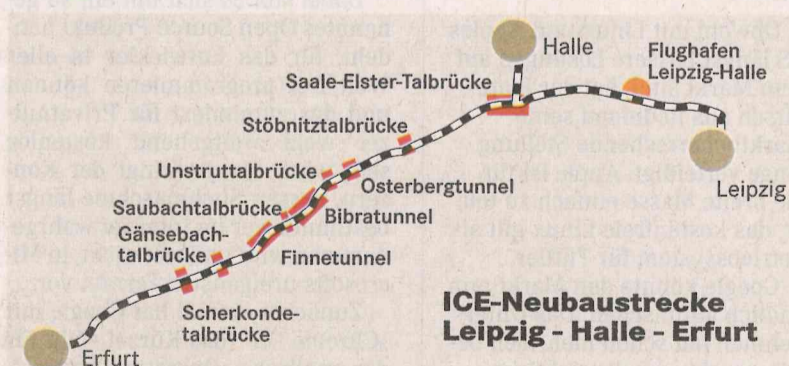 Halle
Flughafen
Leipzig-Halle
Saale-Elster-Talbrücke
Stöbnitztalbrücke
Unstruttalbrücke
Osterbergtunnel
Leipzig
Saubachtalbrücke
Bibratunnel
Gänsebach-
talbrücke
Finnetunnel
Scherkonde-
talbrücke
ICE-Neubaustrecke
Leipzig - Halle - Erfurt
Erfurt